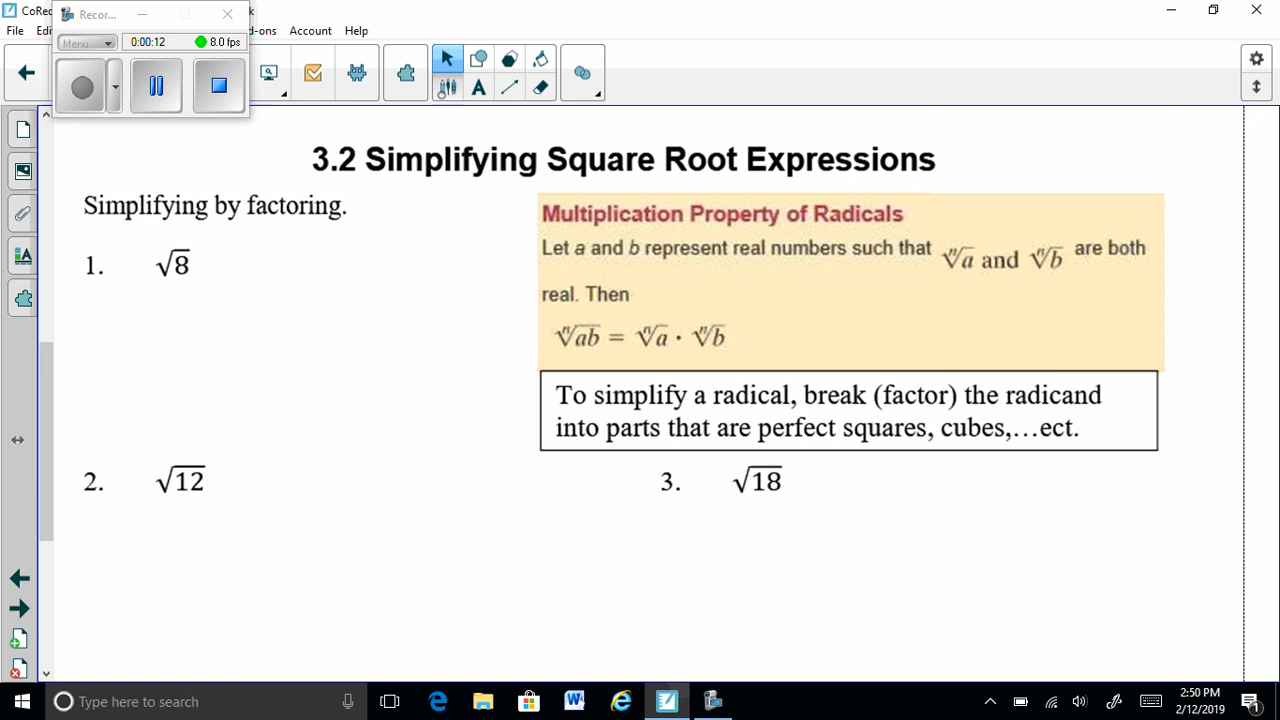 CoRe
k
Recor...
File Edi
d-ons Account Help
Menu
0:00:12
8.0 fps
3.2 Simplifying Square Root Expressions
Simplifying by factoring.
1. √8
Multiplication Property of Radicals
Let a and b represent real numbers such that ⁿ√a and ⁿ√b are both
real. Then
ⁿ√ab = ⁿ√a · ⁿ√b
To simplify a radical, break (factor) the radicand
into parts that are perfect squares, cubes,…ect.
2. √12
3. √18
Type here to search
2:50 PM
2/12/2019
1